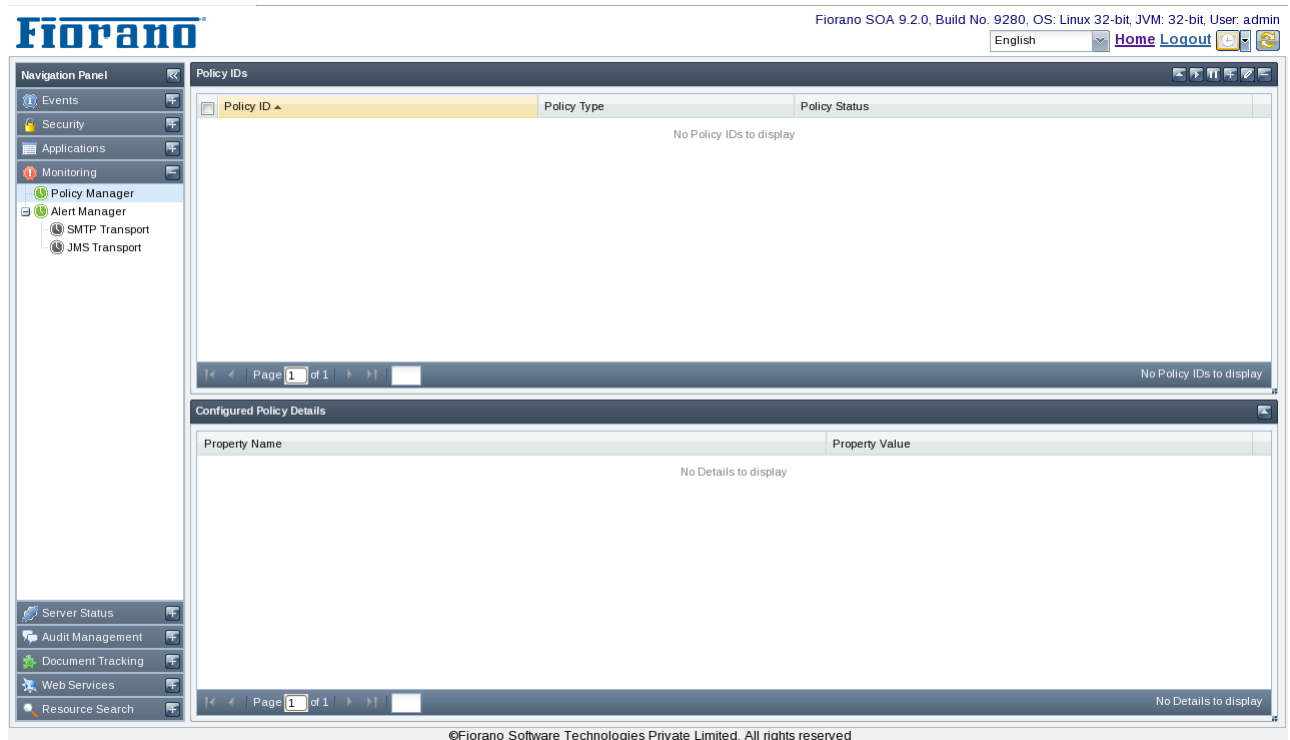 Fiorano
Fiorano SOA 9.2.0, Build No. 9280, OS: Linux 32-bit, JVM: 32-bit, User: admin
English Home Logout
Navigation Panel
Events
Security
Applications
Monitoring
Policy Manager
Alert Manager
SMTP Transport
JMS Transport
Server Status
Audit Management
Document Tracking
Web Services
Resource Search
Policy IDs
Policy ID Policy Type Policy Status
No Policy IDs to display
Page 1 of 1 No Policy IDs to display
Configured Policy Details
Property Name Property Value
No Details to display
Page 1 of 1 No Details to display
©Fiorano Software Technologies Private Limited. All rights reserved